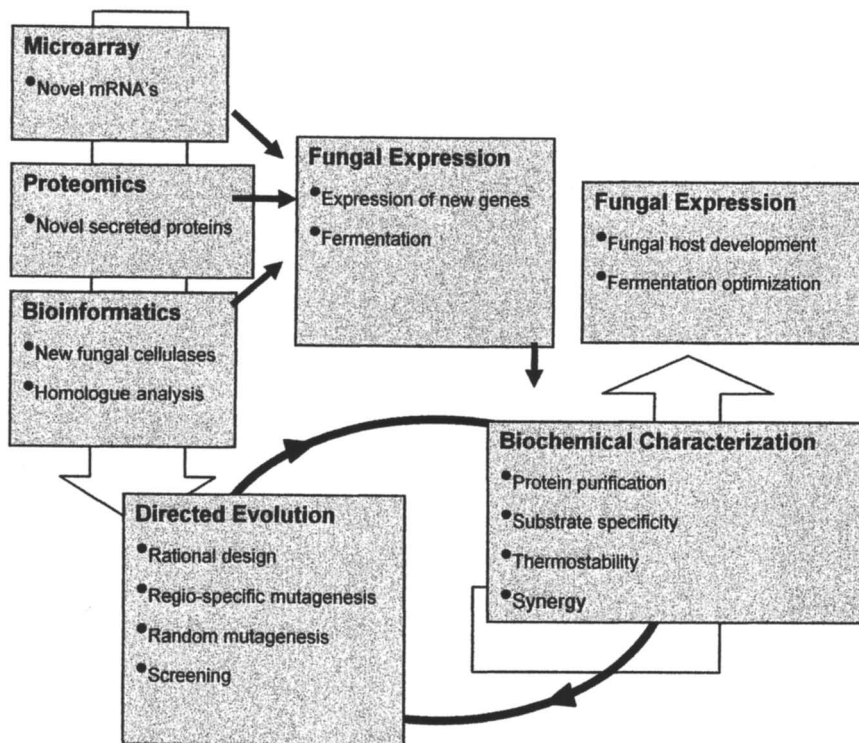 Microarray
•Novel mRNA's
Proteomics
•Novel secreted proteins
Bioinformatics
•New fungal cellulases
•Homologue analysis
Fungal Expression
•Expression of new genes
•Fermentation
Fungal Expression
•Fungal host development
•Fermentation optimization
Biochemical Characterization
•Protein purification
•Substrate specificity
•Thermostability
•Synergy
Directed Evolution
•Rational design
•Regio-specific mutagenesis
•Random mutagenesis
•Screening